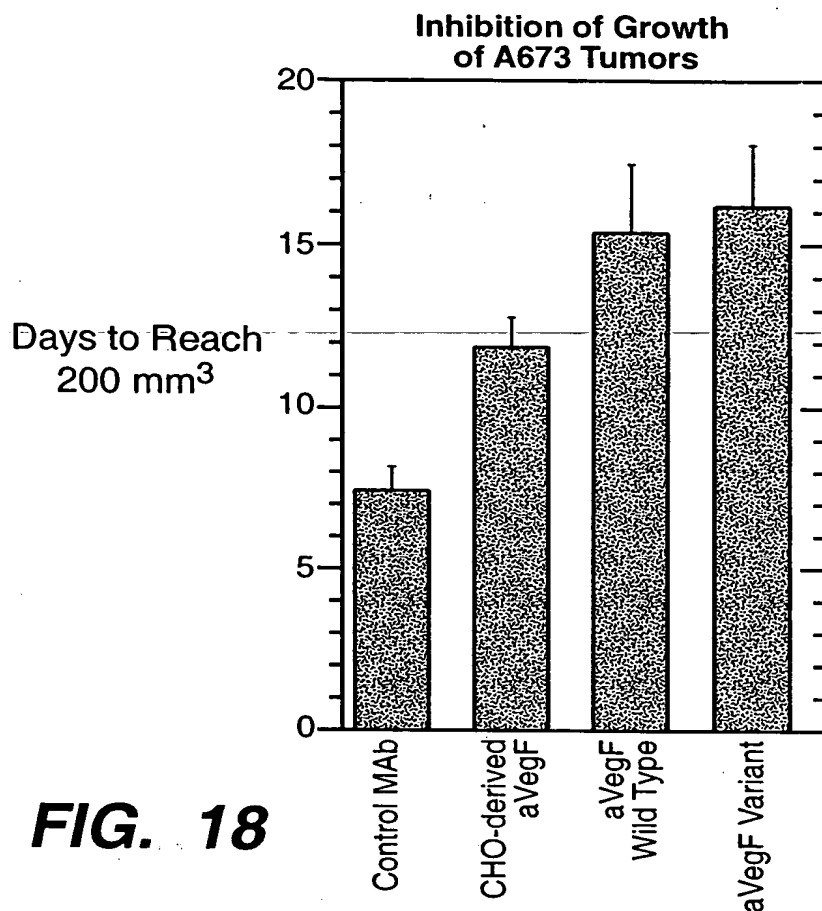 Inhibition of Growth
of A673 Tumors
20
15
10
5
0
Days to Reach
200 mm³
Control MAb
CHO-derived
aVegF
aVegF
Wild Type
aVegF Variant
FIG. 18